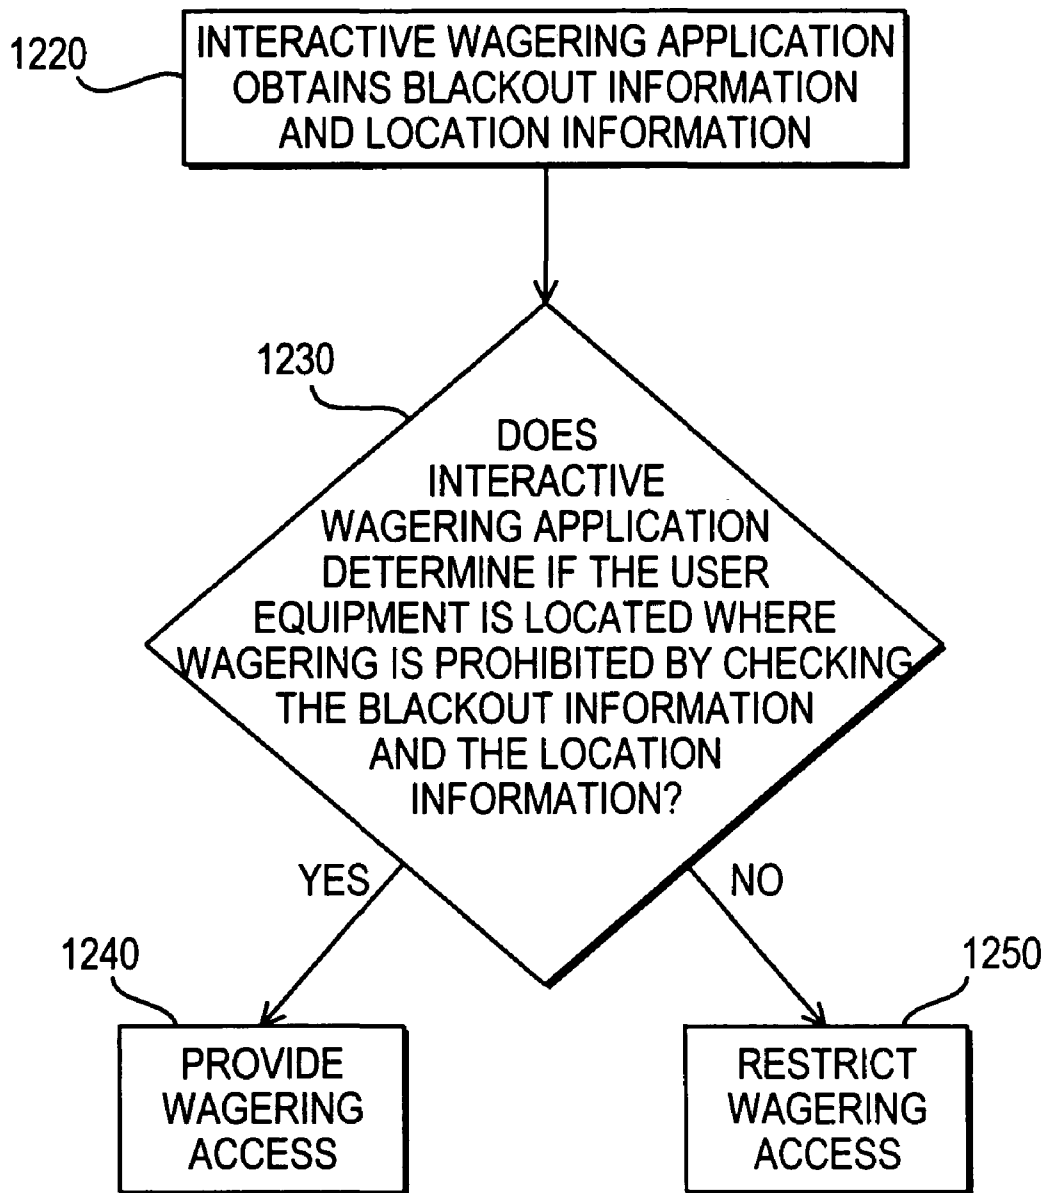 1220
INTERACTIVE WAGERING APPLICATION
OBTAINS BLACKOUT INFORMATION
AND LOCATION INFORMATION
1230
DOES
INTERACTIVE
WAGERING APPLICATION
DETERMINE IF THE USER
EQUIPMENT IS LOCATED WHERE
WAGERING IS PROHIBITED BY CHECKING
THE BLACKOUT INFORMATION
AND THE LOCATION
INFORMATION?
YES
NO
1240
1250
PROVIDE
WAGERING
ACCESS
RESTRICT
WAGERING
ACCESS